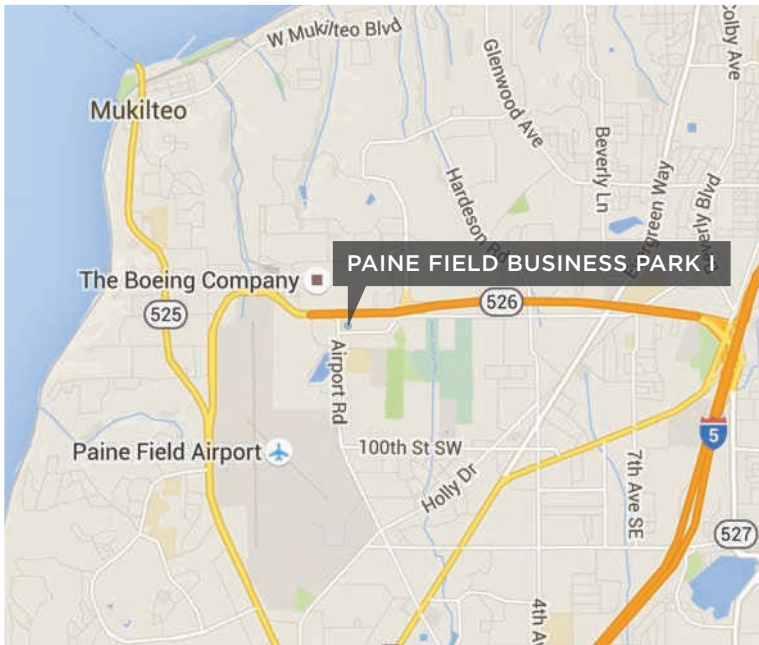 W Mukilteo Blvd
Glenwood Ave
Colby Ave
Mukilteo
Beverly Ln
Hardeson Rd
Evergreen Way
Beverly Blvd
PAINE FIELD BUSINESS PARK
The Boeing Company
525
526
Airport Rd
5
Paine Field Airport
100th St SW
Holly Dr
7th Ave SE
527
4th Av